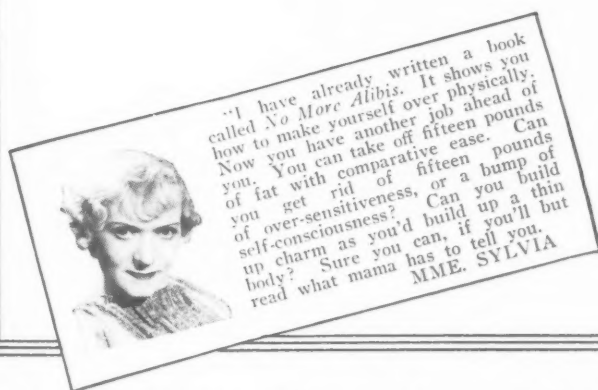 "I have already written a book
called No More Alibis. It shows you
how to make yourself over physically.
Now you have another job ahead of
you. You can take off fifteen pounds
of fat with comparative ease. Can
you get rid of fifteen pounds
of over-sensitiveness, or a bump of
self-consciousness? Can you build
up charm as you'd build up a thin
body? Sure you can, if you'll but
read what mama has to tell you.
MME. SYLVIA